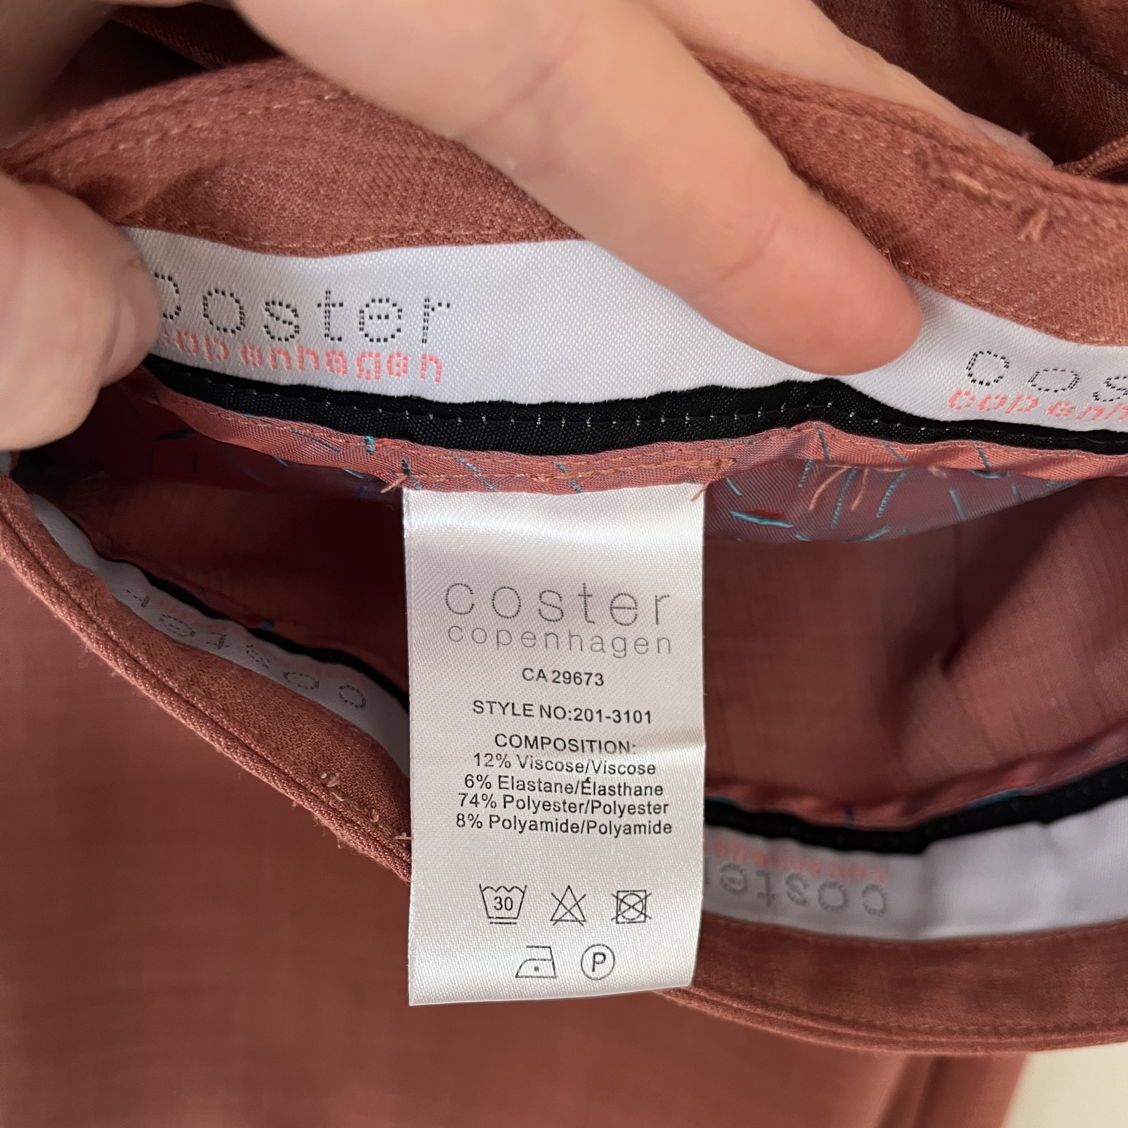 coster
copenhagen
cos
copenh
coster
copenhagen
CA 29673
STYLE NO:201-3101
COMPOSITION:
12% Viscose/Viscose
6% Elastane/Élasthane
74% Polyester/Polyester
8% Polyamide/Polyamide
30
P
coster
coster